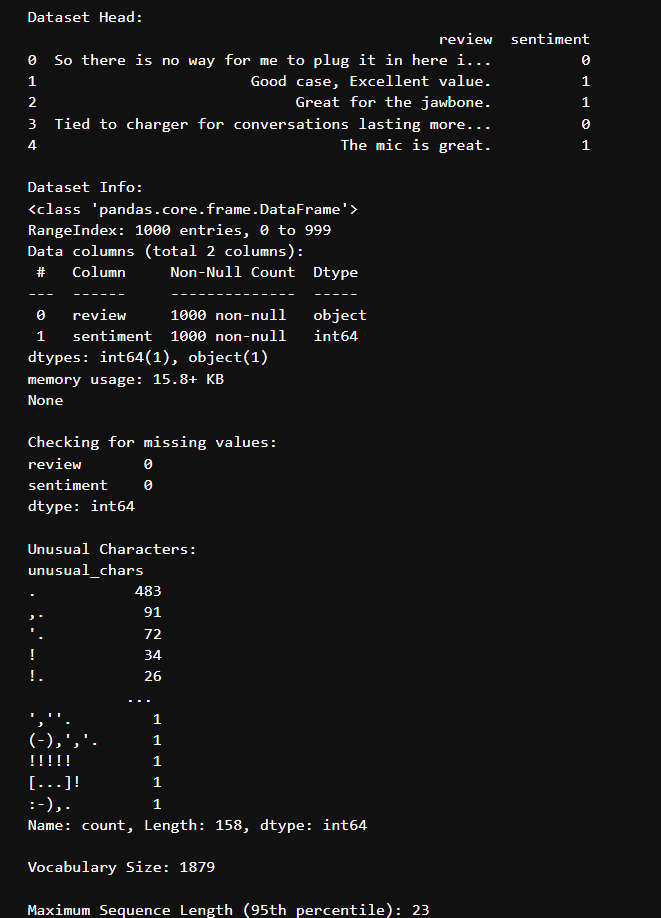 Dataset Head:
review sentiment
0 So there is no way for me to plug it in here i... 0
1 Good case, Excellent value. 1
2 Great for the jawbone. 1
3 Tied to charger for conversations lasting more... 0
4 The mic is great. 1
Dataset Info:
<class 'pandas.core.frame.DataFrame'>
RangeIndex: 1000 entries, 0 to 999
Data columns (total 2 columns):
# Column Non-Null Count Dtype
--- ------ -------------- -----
0 review 1000 non-null object
1 sentiment 1000 non-null int64
dtypes: int64(1), object(1)
memory usage: 15.8+ KB
None
Checking for missing values:
review 0
sentiment 0
dtype: int64
Unusual Characters:
unusual_chars
. 483
,. 91
'. 72
! 34
!. 26
...
',''. 1
(-),','. 1
!!!!! 1
[...]! 1
:-),. 1
Name: count, Length: 158, dtype: int64
Vocabulary Size: 1879
Maximum Sequence Length (95th percentile): 23